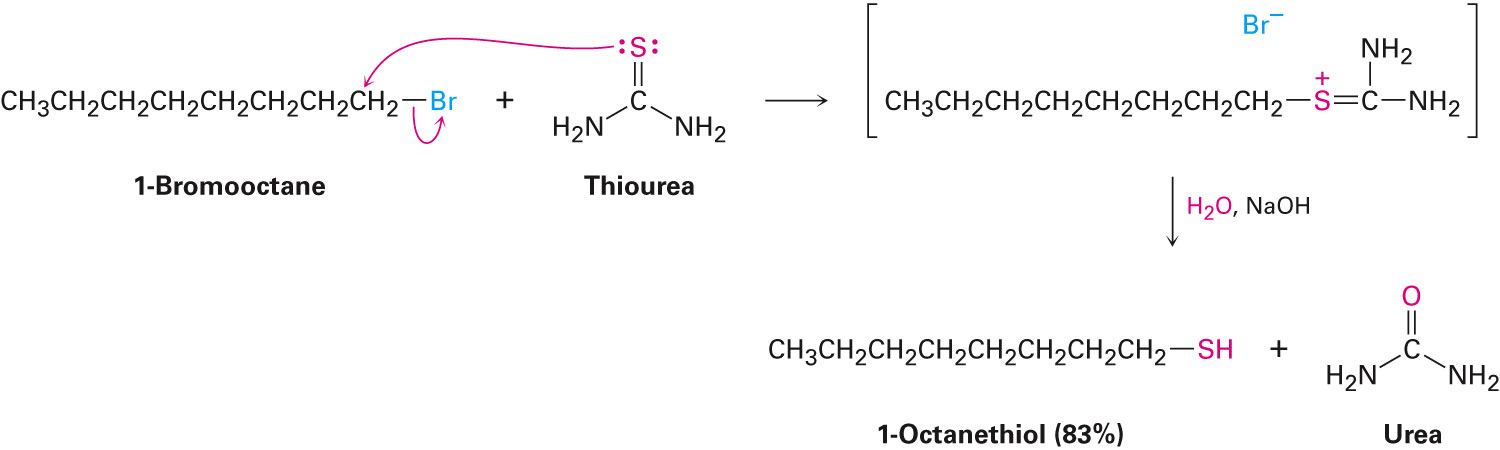 Br⁻
:S:
NH₂
CH₃CH₂CH₂CH₂CH₂CH₂CH₂CH₂—Br + C
CH₃CH₂CH₂CH₂CH₂CH₂CH₂CH₂—S⁺=C—NH₂
H₂N NH₂
1-Bromooctane Thiourea
H₂O, NaOH
O
CH₃CH₂CH₂CH₂CH₂CH₂CH₂CH₂—SH + C
H₂N NH₂
1-Octanethiol (83%) Urea